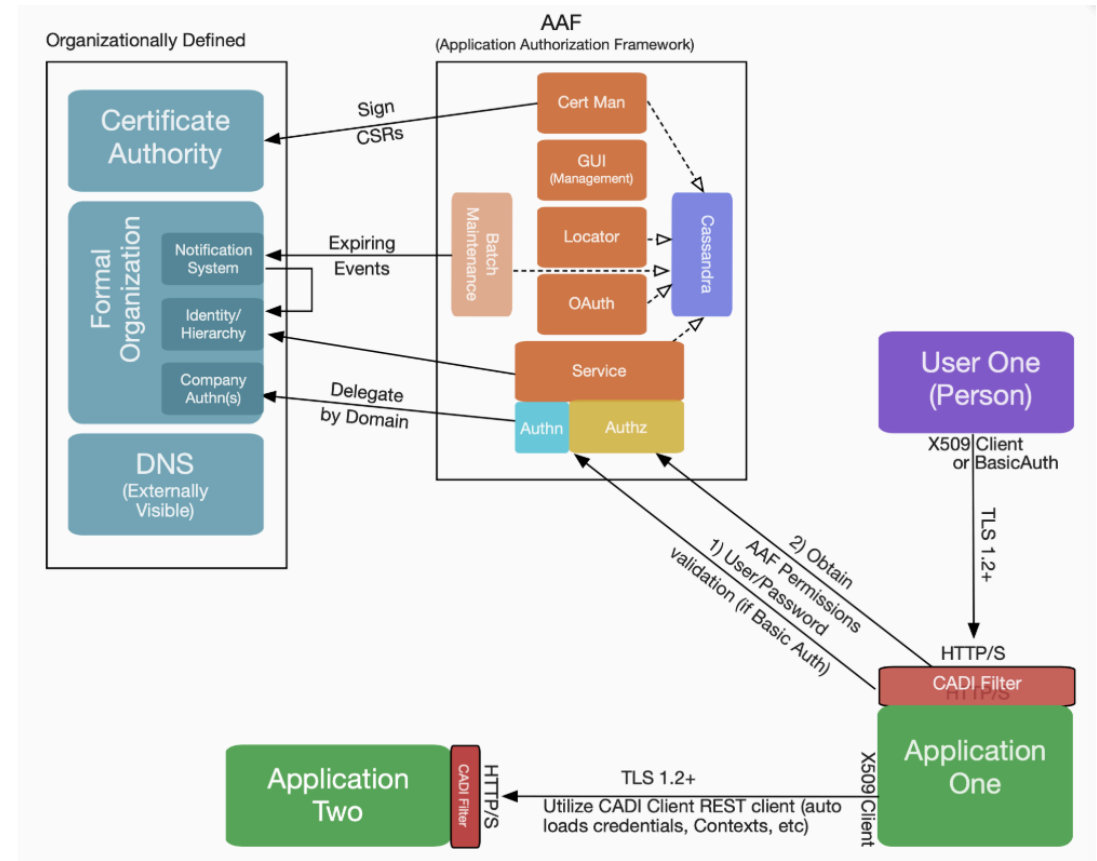 AAF
(Application Authorization Framework)
Organizationally Defined
Certificate
Authority
Formal
Organization
Notification
System
Identity/
Hierarchy
Company
Authn(s)
DNS
(Externally
Visible)
Sign
CSRs
Expiring
Events
Delegate
by Domain
Cert Man
GUI
(Management)
Batch
Maintenance
Locator
Cassandra
OAuth
Service
Authn
Authz
User One
(Person)
X509 Client
or BasicAuth
TLS 1.2+
2) Obtain
AAF Permissions
1) User/Password
validation (if Basic Auth)
HTTP/S
CADI Filter
HTTP/S
Application
One
X509 Client
TLS 1.2+
Utilize CADI Client REST client (auto
loads credentials, Contexts, etc)
HTTP/S
CADI Filter
Application
Two